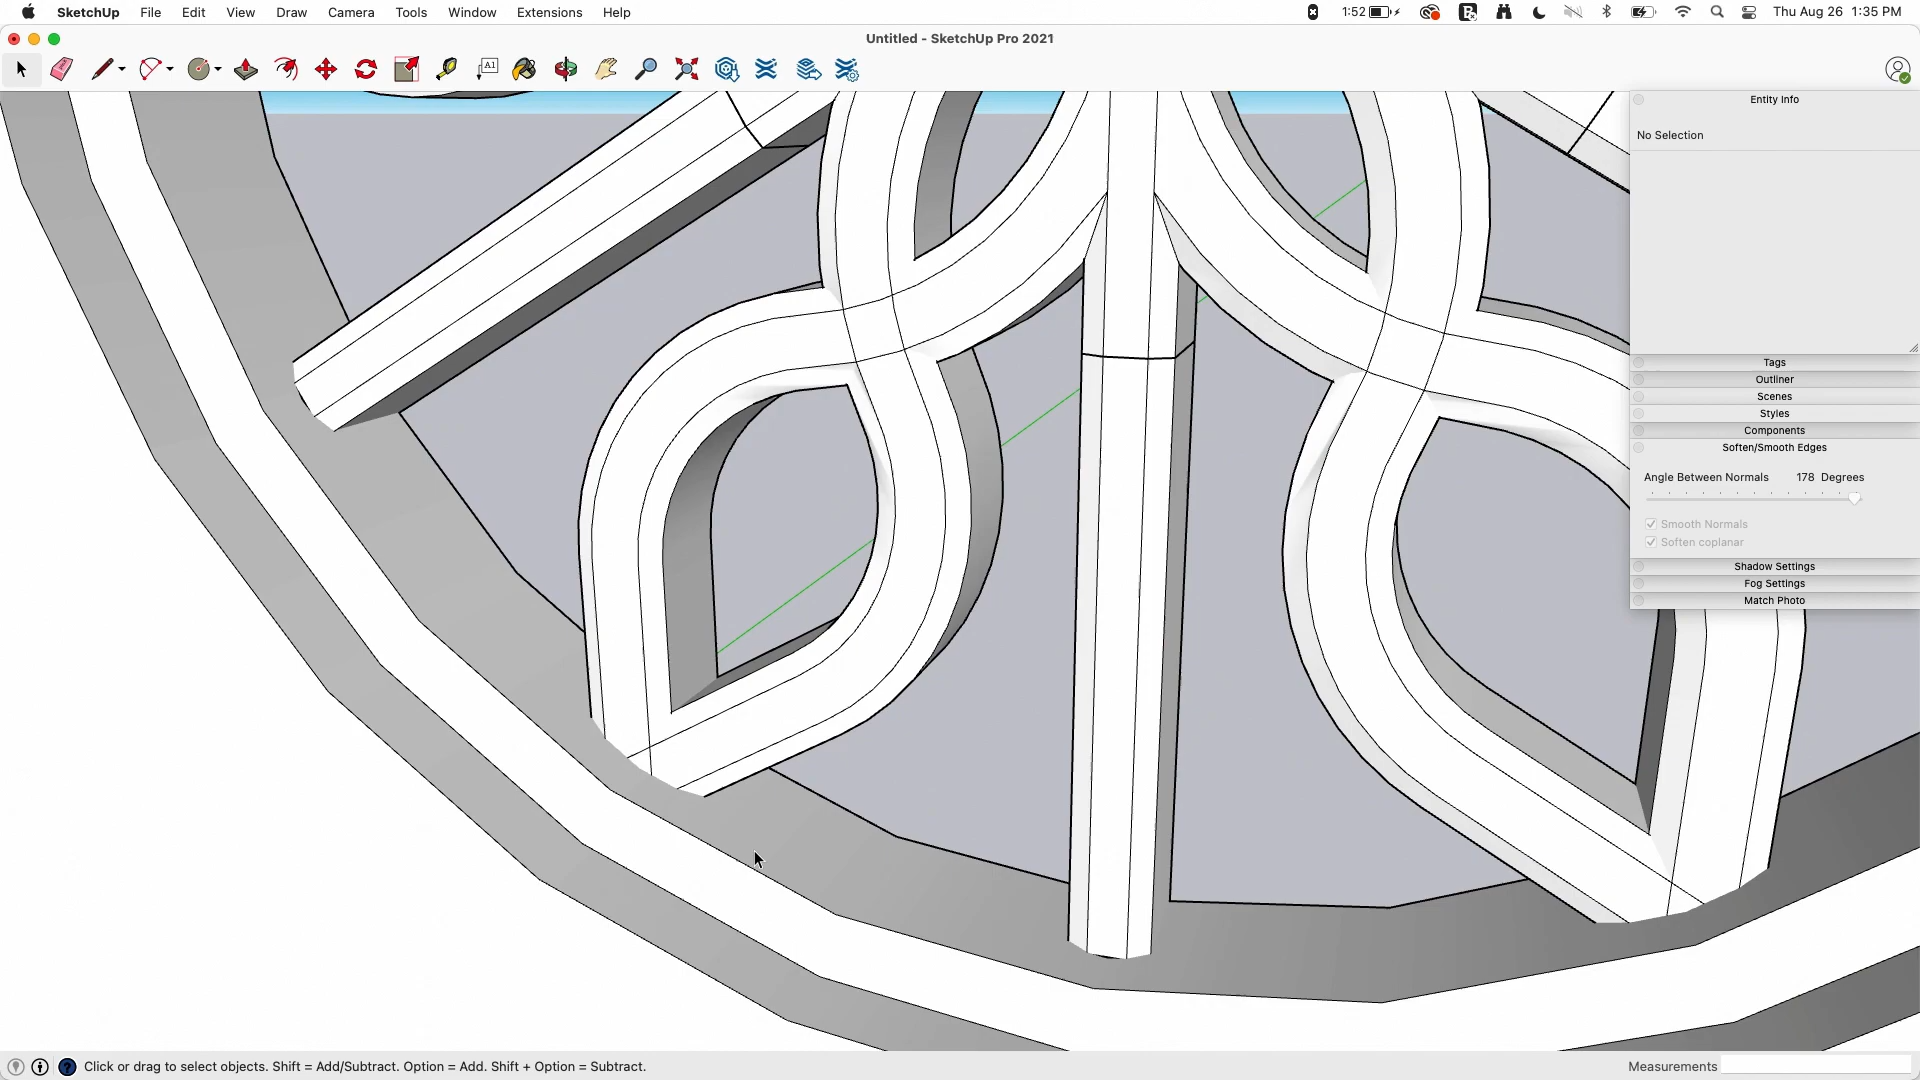 SketchUp File Edit View Draw Camera Tools Window Extensions Help 1:52 Thu Aug 26 1:35 PM
Untitled - SketchUp Pro 2021
A1
Entity Info
No Selection
Tags
Outliner
Scenes
Styles
Components
Soften/Smooth Edges
Angle Between Normals 178 Degrees
Smooth Normals
Soften coplanar
Shadow Settings
Fog Settings
Match Photo
Click or drag to select objects. Shift = Add/Subtract. Option = Add. Shift + Option = Subtract. Measurements